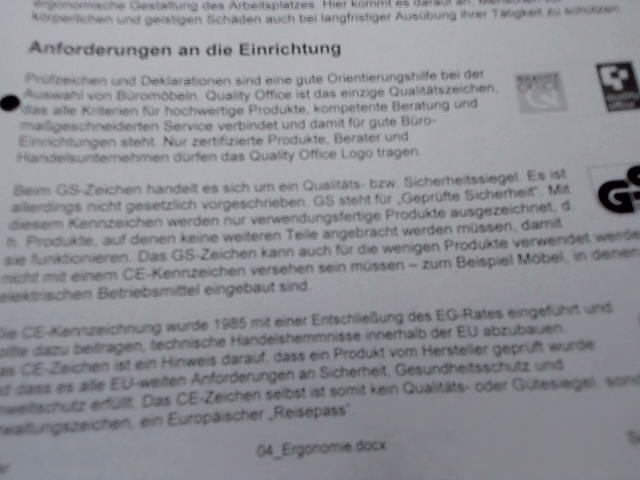 ergonomische Gestaltung des Arbeitsplatzes. Hier kommt es darauf an,
körperlichen und geistigen Schäden auch bei langfristiger Ausübung ihrer Tätigkeit zu schützen.
Anforderungen an die Einrichtung
Prüfzeichen und Deklarationen sind eine gute Orientierungshilfe bei der
Auswahl von Büromöbeln. Quality Office ist das einzige Qualitätszeichen,
das alle Kriterien für hochwertige Produkte, kompetente Beratung und
maßgeschneiderten Service verbindet und damit für gute Büro-
Einrichtungen steht. Nur zertifizierte Produkte, Berater und
Handelsunternehmen dürfen das Quality Office Logo tragen.
Beim GS-Zeichen handelt es sich um ein Qualitäts- bzw. Sicherheitssiegel. Es ist
allerdings nicht gesetzlich vorgeschrieben. GS steht für „Geprüfte Sicherheit". Mit
diesem Kennzeichen werden nur verwendungsfertige Produkte ausgezeichnet, d.
h. Produkte, auf denen keine weiteren Teile angebracht werden müssen, damit
sie funktionieren. Das GS-Zeichen kann auch für die wenigen Produkte verwendet werde
nicht mit einem CE-Kennzeichen versehen sein müssen – zum Beispiel Möbel, in denen
elektrischen Betriebsmittel eingebaut sind.
Die CE-Kennzeichnung wurde 1985 mit einer Entschließung des EG-Rates eingeführt und
ollte dazu beitragen, technische Handelshemmnisse innerhalb der EU abzubauen.
as CE-Zeichen ist ein Hinweis darauf, dass ein Produkt vom Hersteller geprüft wurde
d dass es alle EU-weiten Anforderungen an Sicherheit, Gesundheitsschutz und
weltschutz erfüllt. Das CE-Zeichen selbst ist somit kein Qualitäts- oder Gütesiegel, sond
waltungszeichen, ein Europäischer „Reisepass"
04_Ergonomie.docx